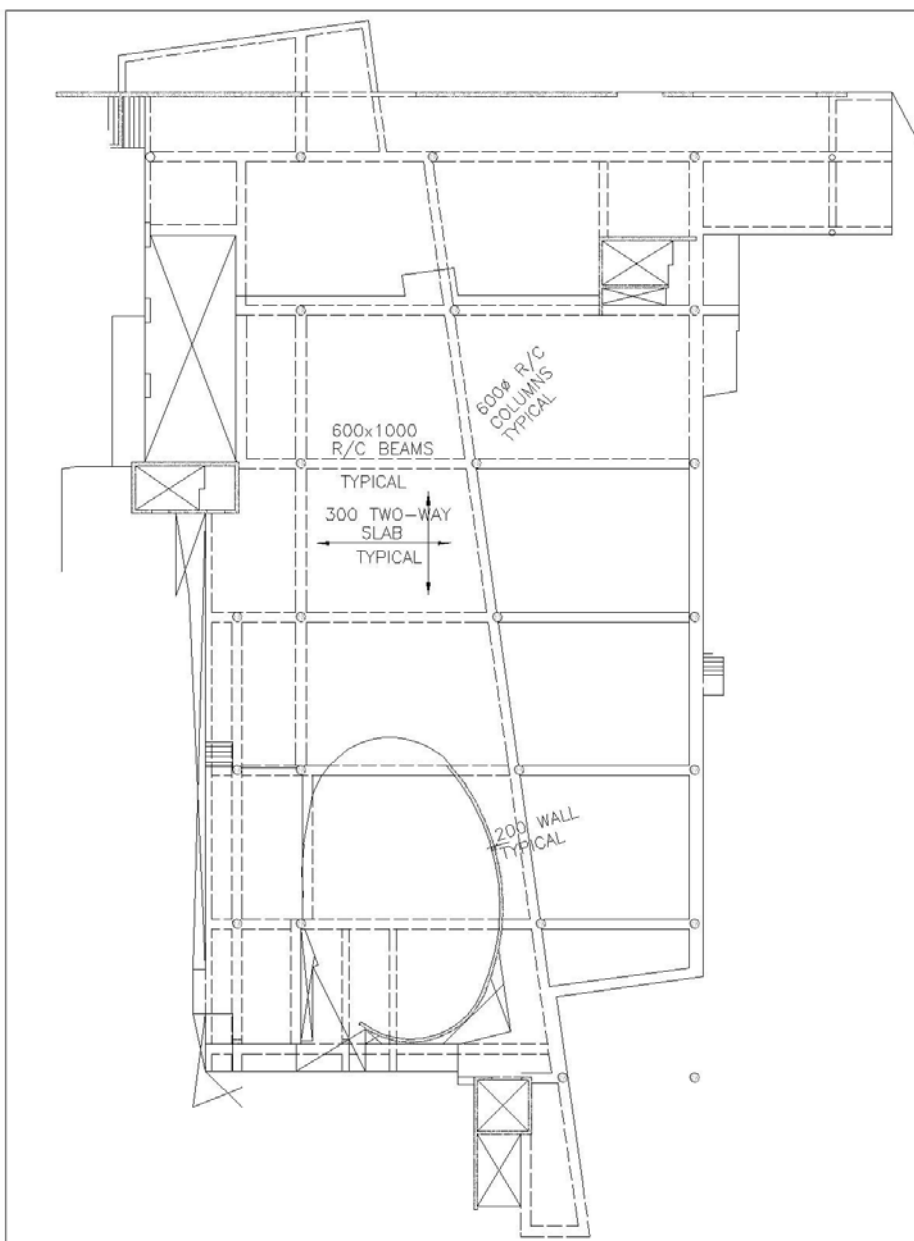 600ø R/C
COLUMNS
TYPICAL
600x1000
R/C BEAMS
TYPICAL
300 TWO-WAY
SLAB
TYPICAL
200 WALL
TYPICAL